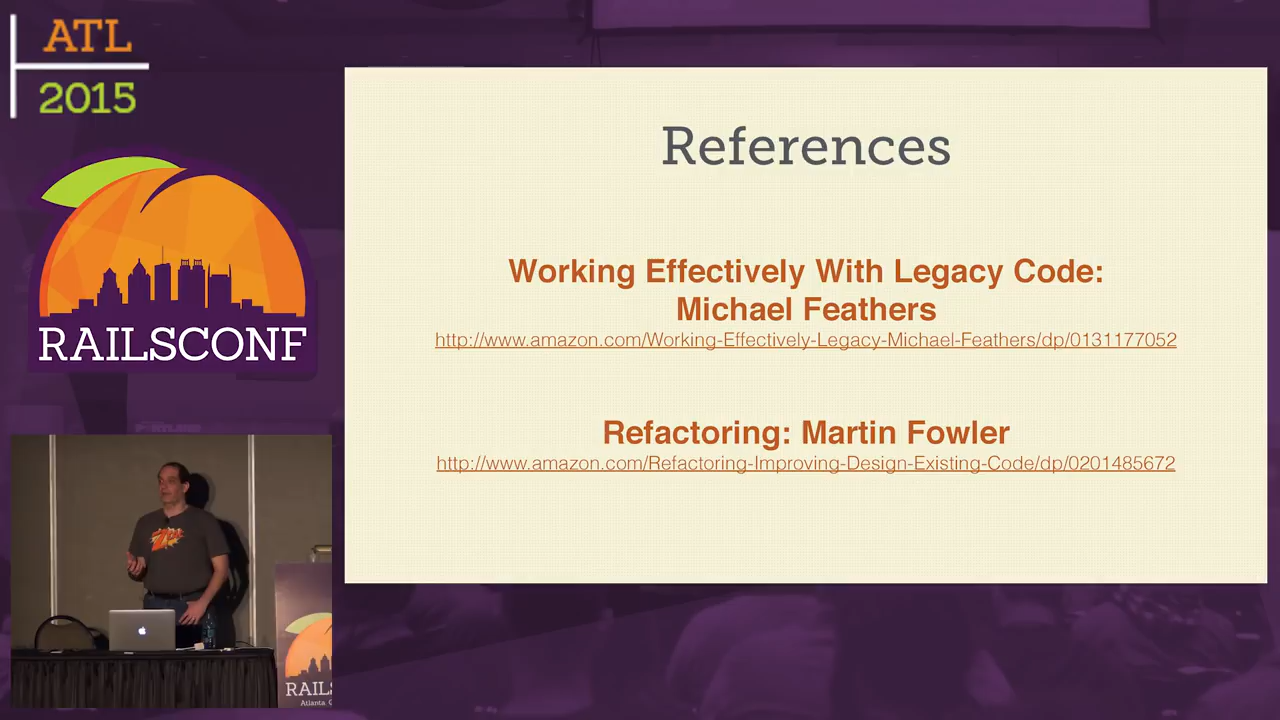 ATL
2015
RAILSCONF
References
Working Effectively With Legacy Code:
Michael Feathers
http://www.amazon.com/Working-Effectively-Legacy-Michael-Feathers/dp/0131177052
Refactoring: Martin Fowler
http://www.amazon.com/Refactoring-Improving-Design-Existing-Code/dp/0201485672
RAILS
Atlanta, G